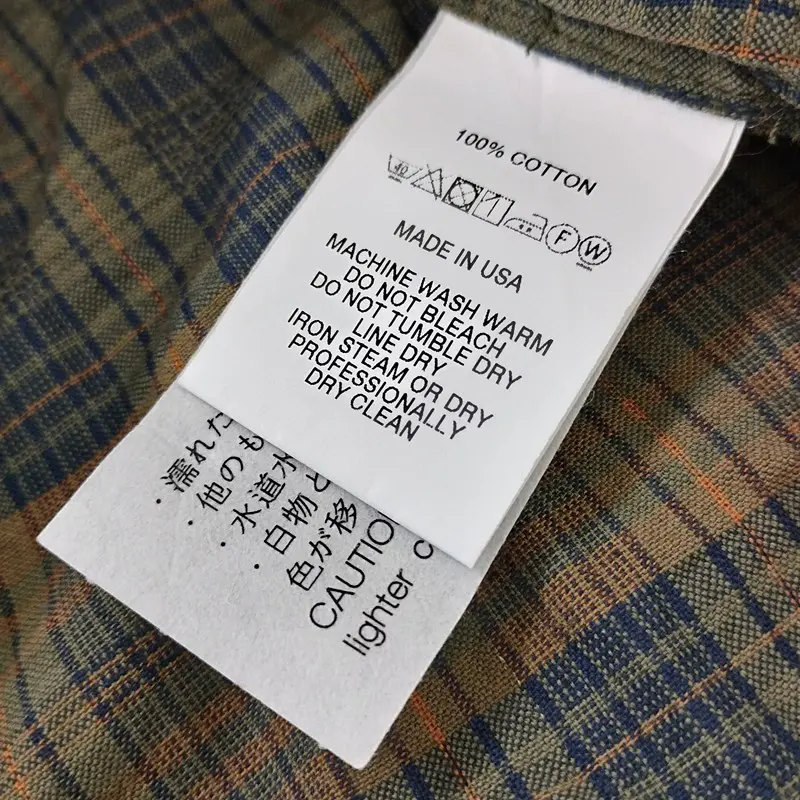 100% COTTON
40 F W
MADE IN USA
MACHINE WASH WARM
DO NOT BLEACH
DO NOT TUMBLE DRY
LINE DRY
IRON STEAM OR DRY
PROFESSIONALLY
DRY CLEAN
・濡れた
・他のも
・水道水
・白物と
色が移
CAUTIO
lighter c